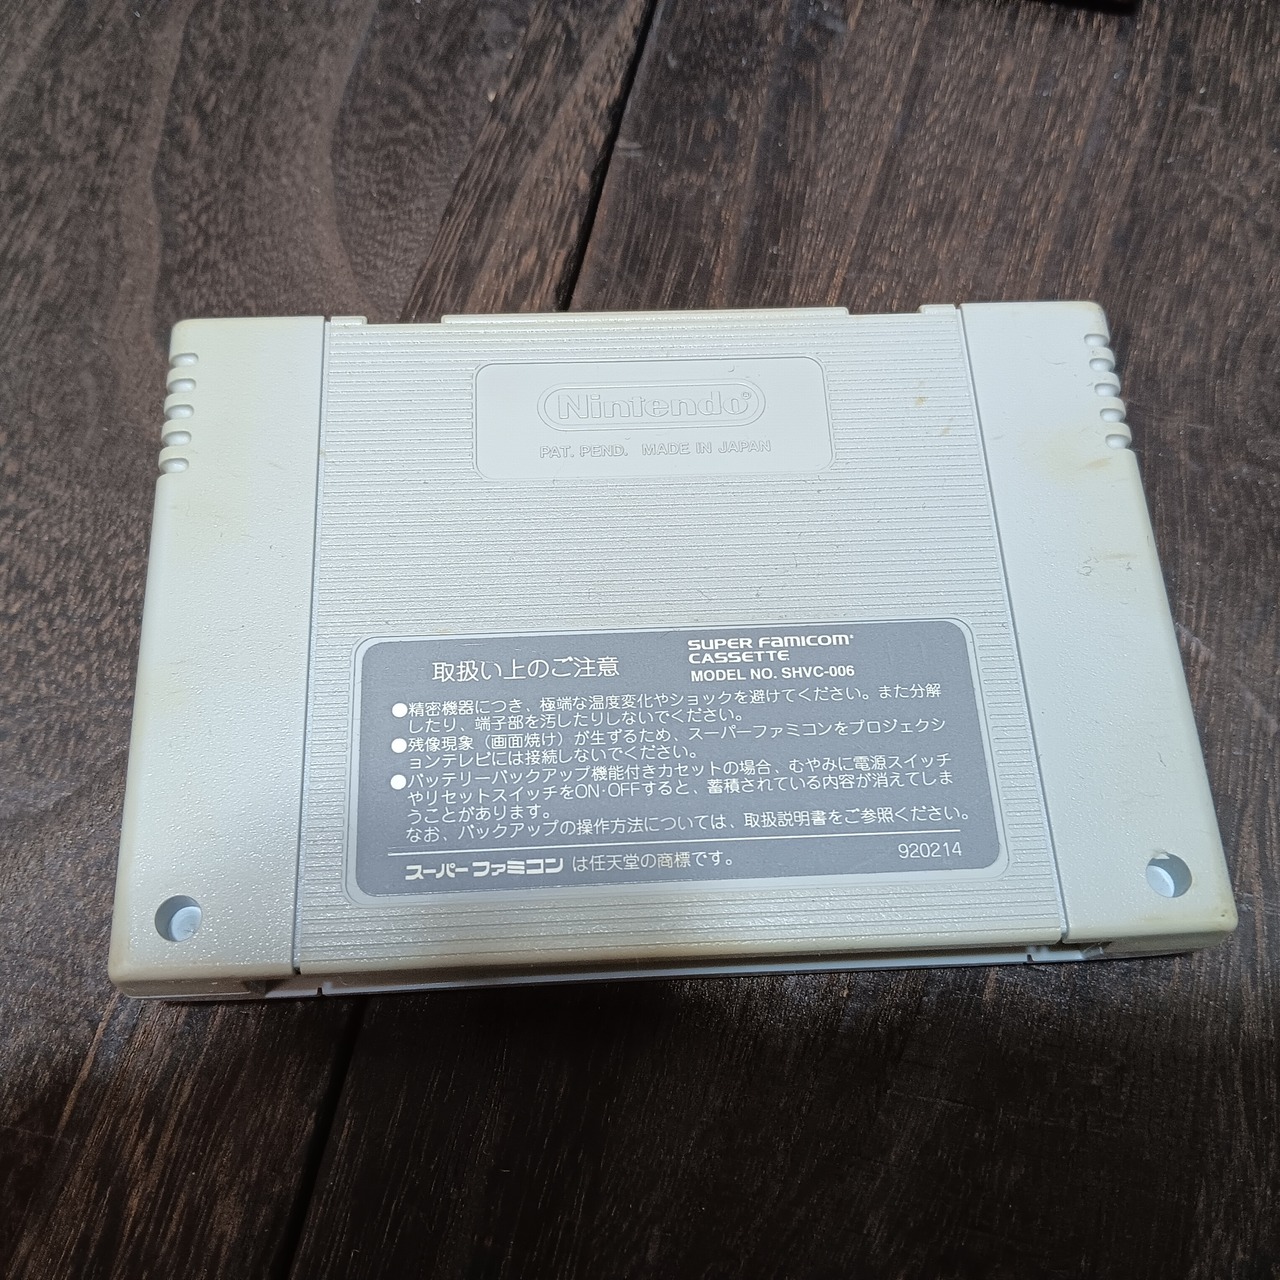 Nintendo®
PAT. PEND. MADE IN JAPAN
取扱い上のご注意
SUPER FAMICOM®
CASSETTE
MODEL NO. SHVC-006
●精密機器につき、極端な温度変化やショックを避けてください。また分解
したり、端子部を汚したりしないでください。
●残像現象（画面焼け）が生ずるため、スーパーファミコンをプロジェクシ
ョンテレビには接続しないでください。
●バッテリーバックアップ機能付きカセットの場合、むやみに電源スイッチ
やリセットスイッチをON・OFFすると、蓄積されている内容が消えてしま
うことがあります。
なお、バックアップの操作方法については、取扱説明書をご参照ください。
スーパーファミコン は任天堂の商標です。
920214